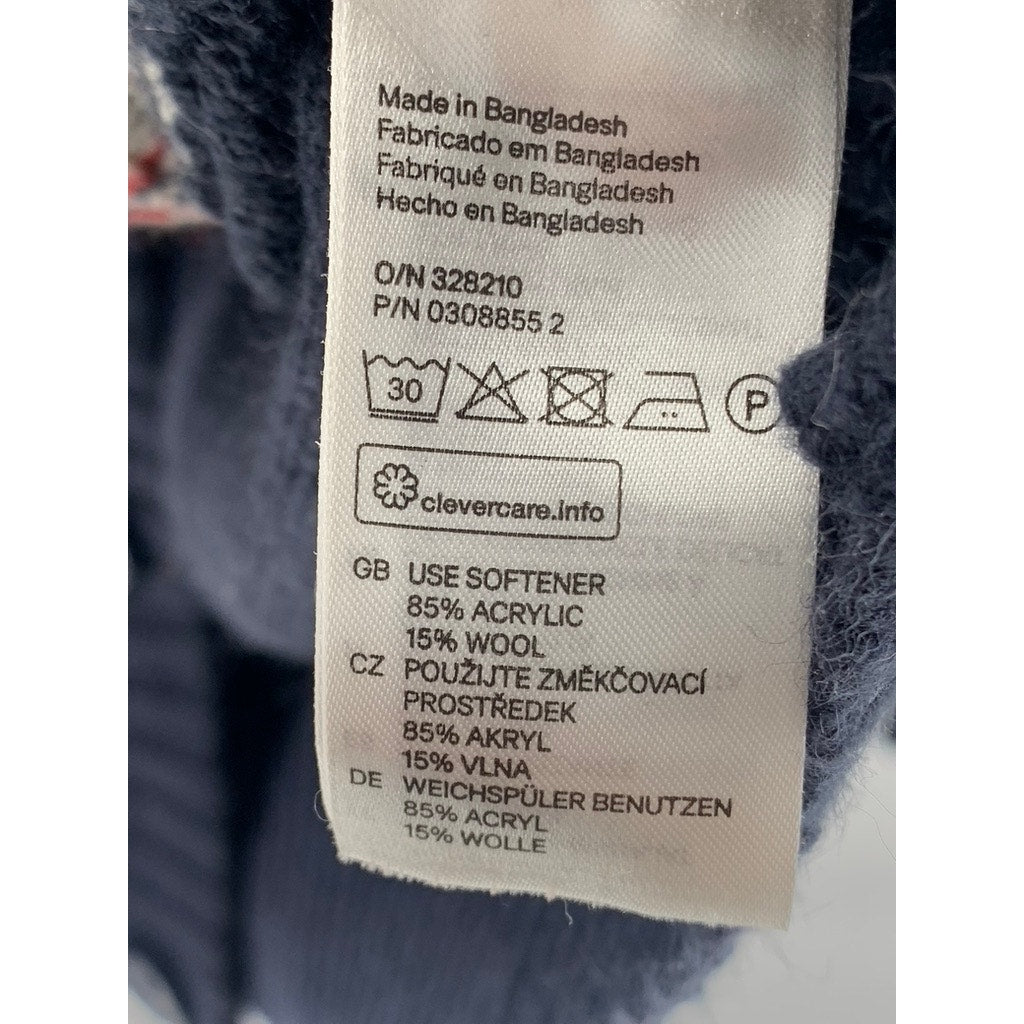 Made in Bangladesh
Fabricado em Bangladesh
Fabriqué en Bangladesh
Hecho en Bangladesh
O/N 328210
P/N 0308855 2
30 P
clevercare.info
GB USE SOFTENER
85% ACRYLIC
15% WOOL
CZ POUŽIJTE ZMĚKČOVACÍ
PROSTŘEDEK
85% AKRYL
15% VLNA
DE WEICHSPÜLER BENUTZEN
85% ACRYL
15% WOLLE